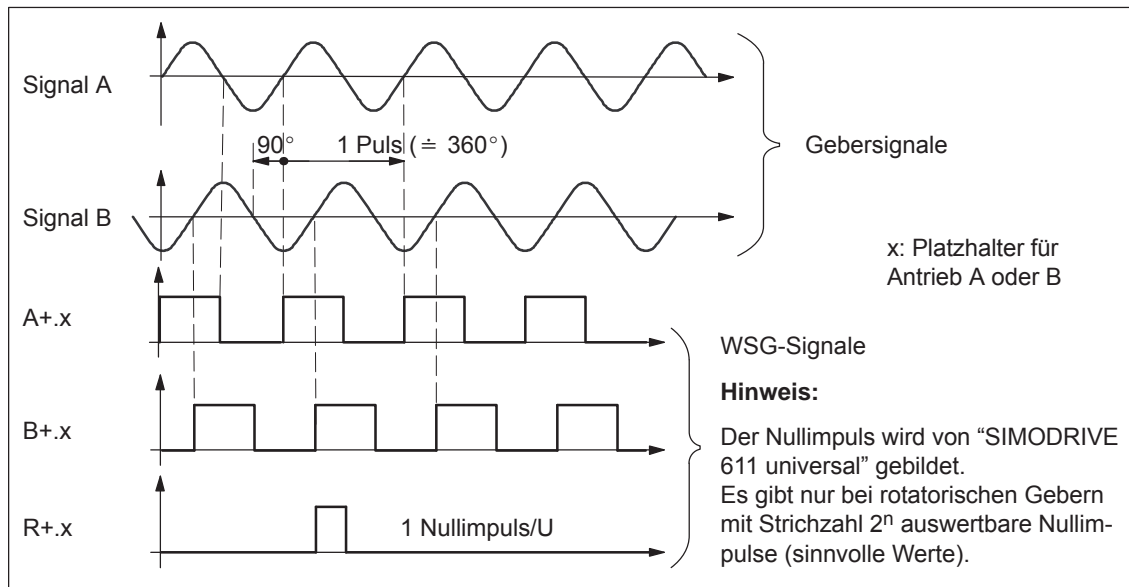 Signal A
90°
1 Puls ( ≐ 360°)
Gebersignale
Signal B
x: Platzhalter für
Antrieb A oder B
A+.x
WSG-Signale
Hinweis:
B+.x
Der Nullimpuls wird von “SIMODRIVE
611 universal” gebildet.
Es gibt nur bei rotatorischen Gebern
mit Strichzahl 2ⁿ auswertbare Nullim-
pulse (sinnvolle Werte).
R+.x
1 Nullimpuls/U